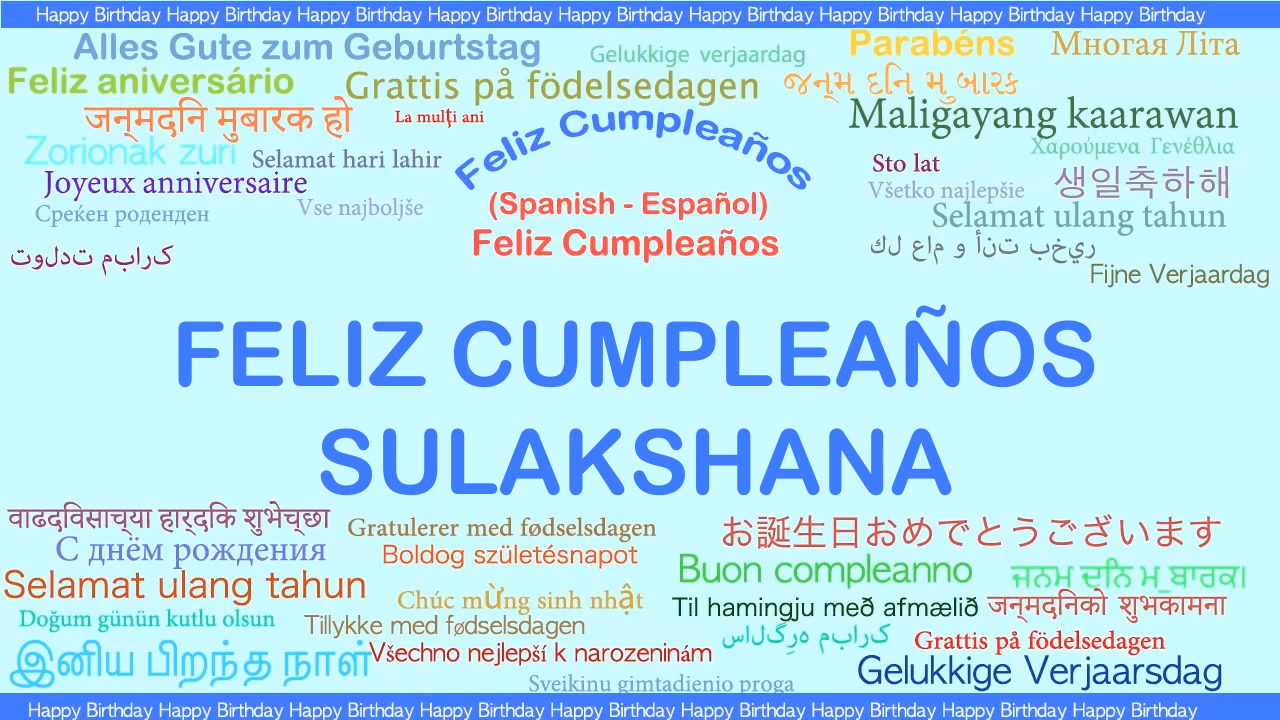 Happy Birthday Happy Birthday Happy Birthday Happy Birthday Happy Birthday Happy Birthday Happy Birthday Happy Birthday Happy Birthday
Alles Gute zum Geburtstag
Gelukkige verjaardag
Parabéns
Многая Літа
Feliz aniversário
Grattis på födelsedagen
જન્મ દિન મુબારક
जन्मदिन मुबारक हो
La mulţi ani
Feliz Cumpleaños
Maligayang kaarawan
Zorionak zuri
Selamat hari lahir
Sto lat
Χαρούμενα Γενέθλια
Joyeux anniversaire
(Spanish - Español)
Všetko najlepšie
생일축하해
Среќен роденден
Vse najboljše
Feliz Cumpleaños
Selamat ulang tahun
تولدت مبارک
كل عام و أنت بخير
Fijne Verjaardag
FELIZ CUMPLEAÑOS
SULAKSHANA
वाढदिवसाच्या हार्दिक शुभेच्छा
Gratulerer med fødselsdagen
お誕生日おめでとうございます
С днём рождения
Boldog születésnapot
Buon compleanno
ਜਨਮ ਦਿਨ ਮੁਬਾਰਕ।
Selamat ulang tahun
Chúc mừng sinh nhật
Til hamingju með afmælið
जन्मदिनको शुभकामना
Doğum günün kutlu olsun
Tillykke med fødselsdagen
سالگِرہ مبارک
Grattis på födelsedagen
இனிய பிறந்த நாள்
Všechno nejlepší k narozeninám
Gelukkige Verjaarsdag
Sveikinu gimtadienio proga
Happy Birthday Happy Birthday Happy Birthday Happy Birthday Happy Birthday Happy Birthday Happy Birthday Happy Birthday Happy Birthday